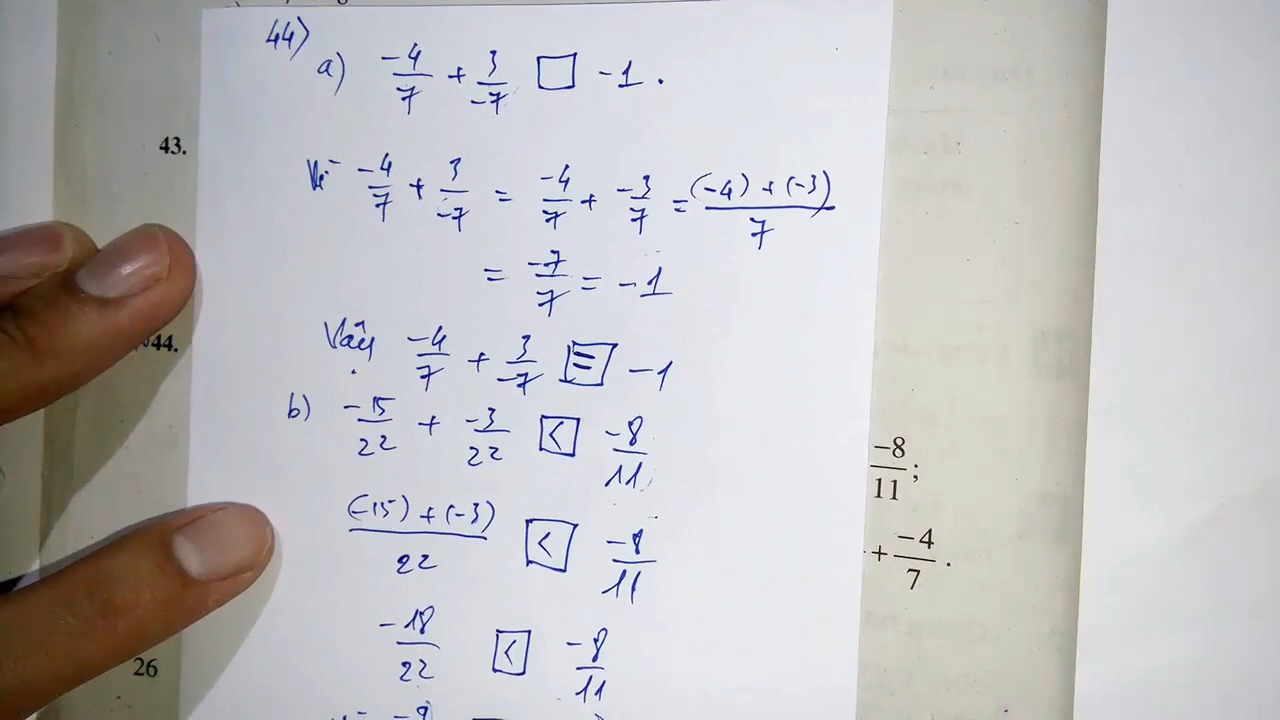 44)
a) -4/7 + 3/-7 □ -1.
43.
Vì -4/7 + 3/-7 = -4/7 + -3/7 = (-4) + (-3)/7
= -7/7 = -1
44.
Vậy -4/7 + 3/-7 = -1
b) -15/22 + -3/22 < -8/11
-8/11;
(-15) + (-3)/22 < -8/11
+ -4/7.
-18/22 < -8/11
26